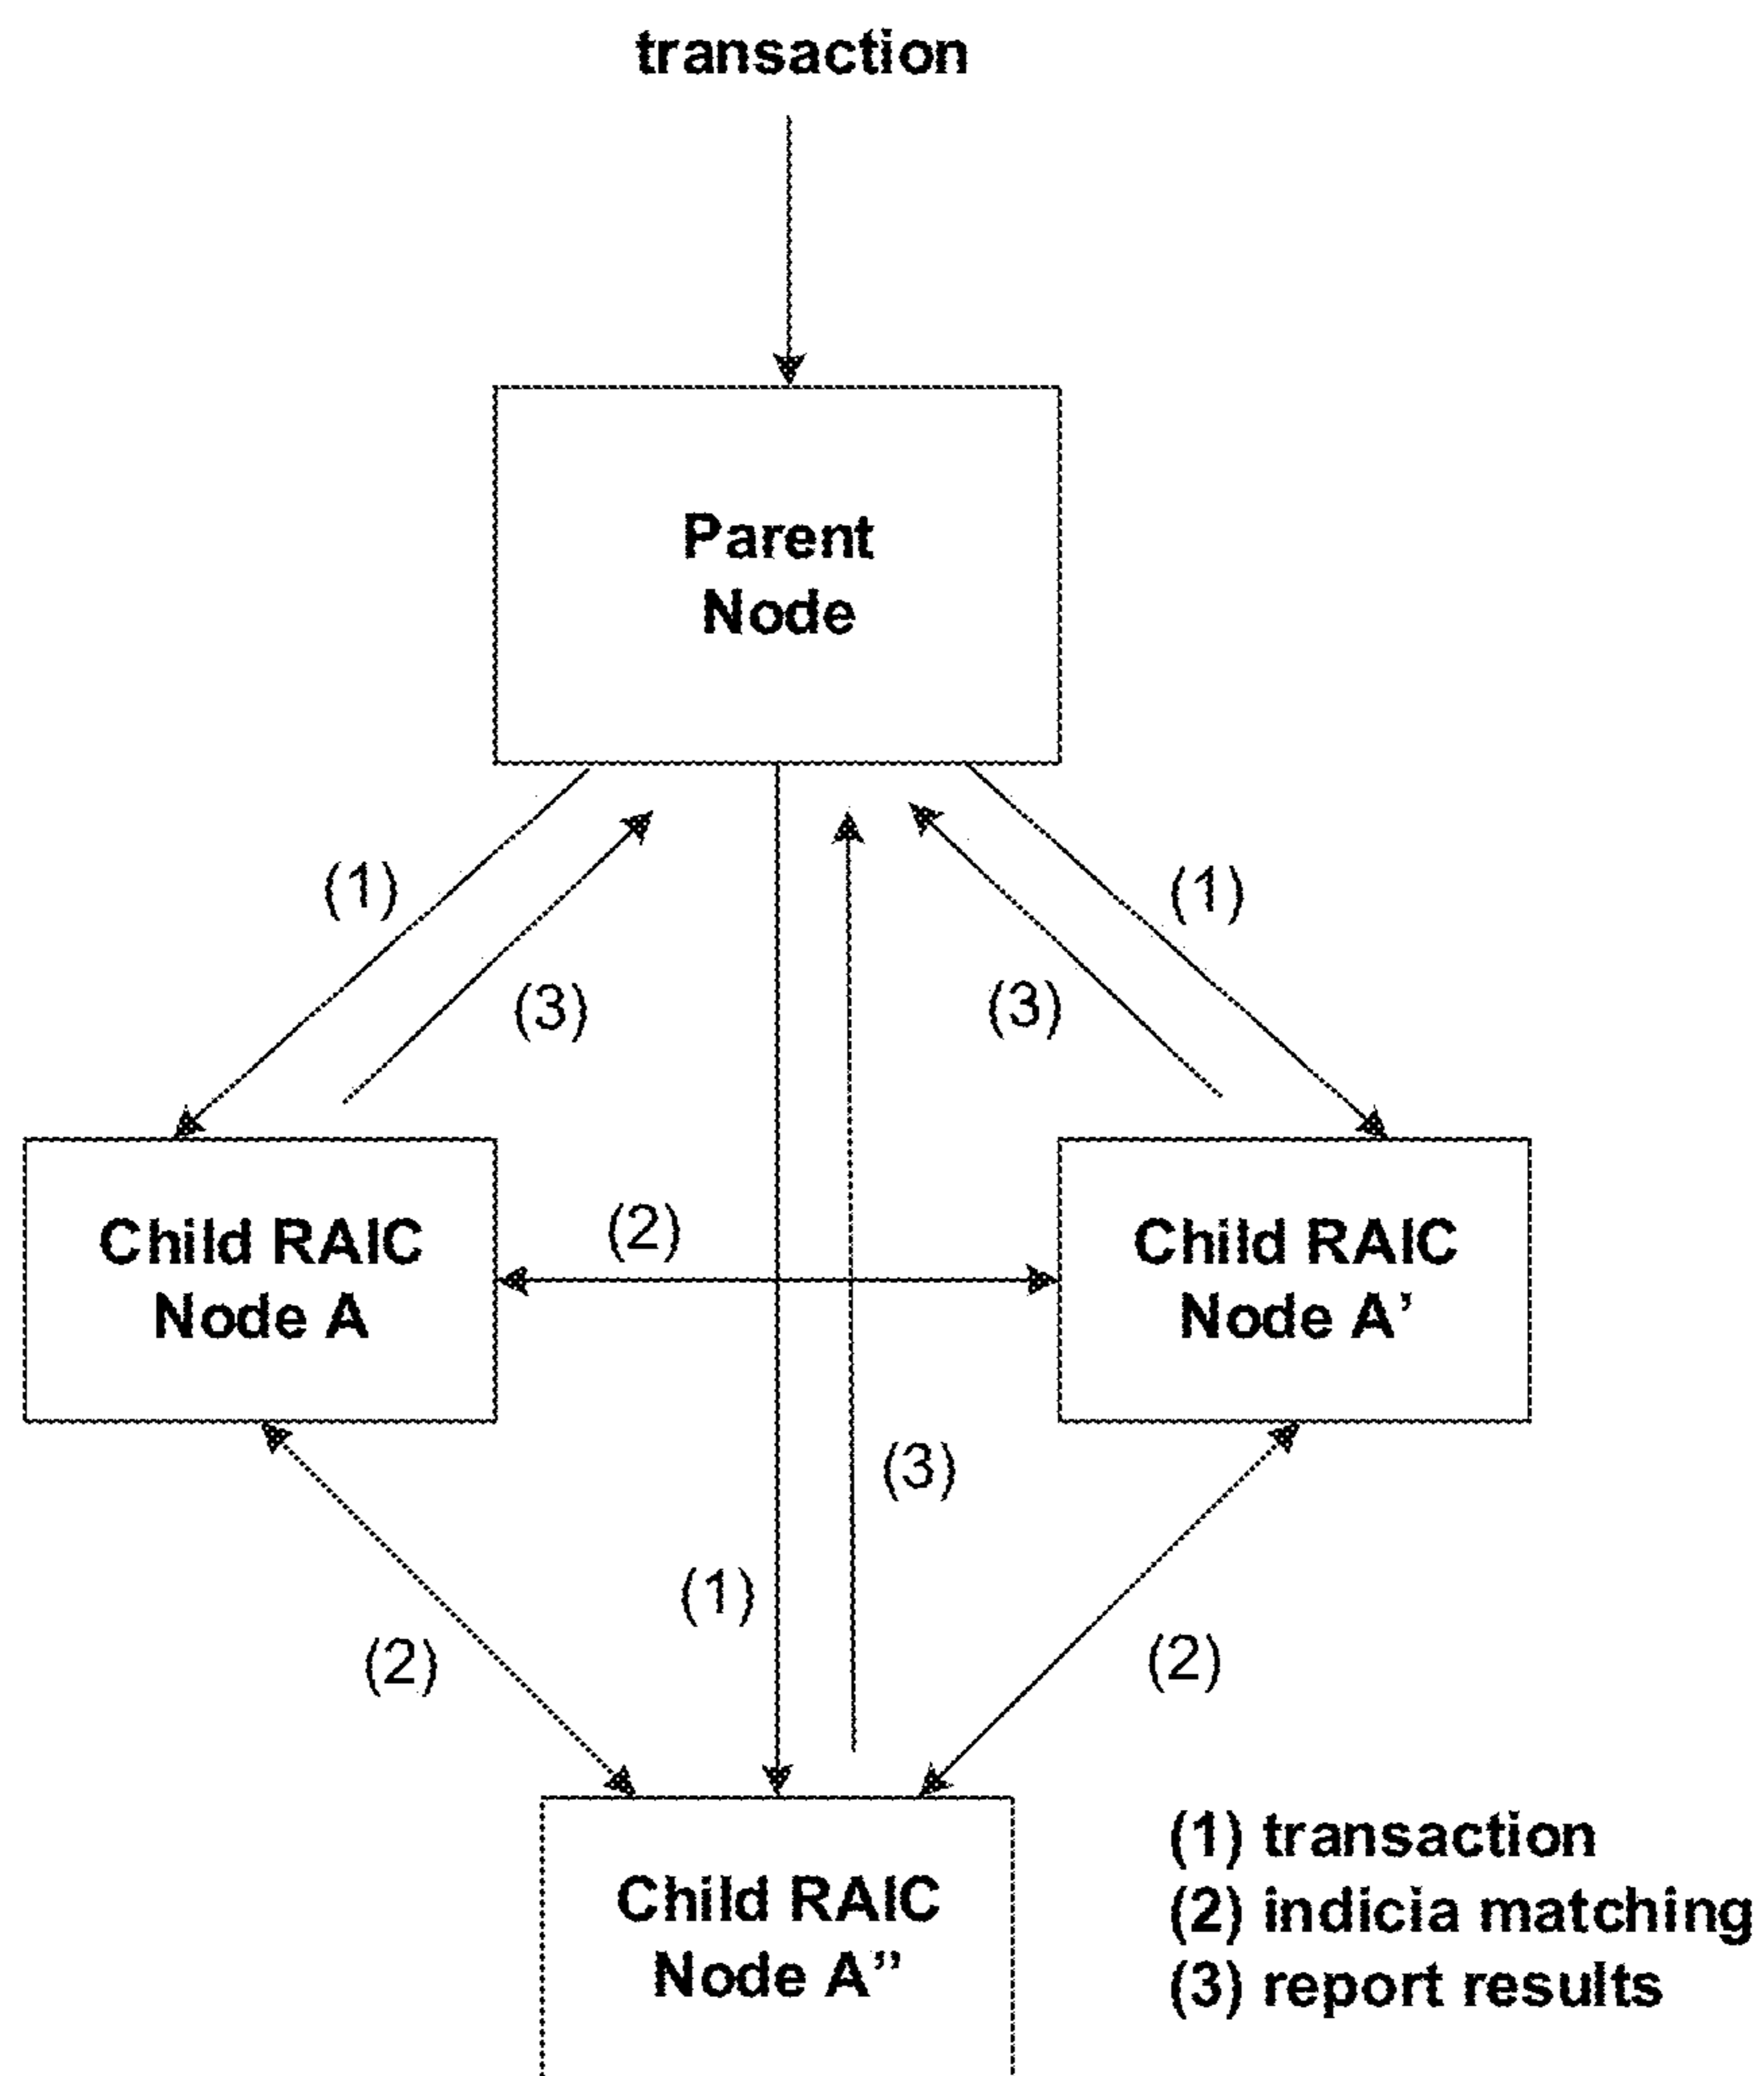 transaction
Parent
Node
(1)
(1)
(3)
(3)
Child RAIC
Node A
(2)
Child RAIC
Node A’
(3)
(1)
(2)
(2)
Child RAIC
Node A”
(1) transaction
(2) indicia matching
(3) report results